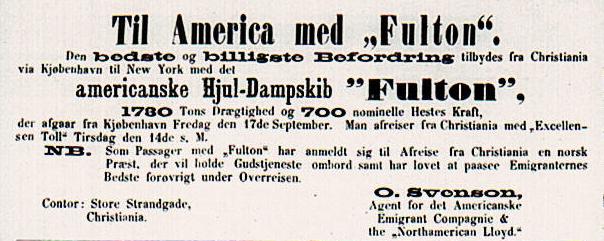 Til America med „Fulton“.
Den bedste og billigste Befordring tilbydes fra Christiania
via Kjøbenhavn til New York med det
americanske Hjul-Dampskib ”Fulton”,
1780 Tons Drægtighed og 700 nominelle Hestes Kraft,
der afgaar fra Kjøbenhavn Fredag den 17de September. Man afreiser fra Christiania med „Excellen-
sen Toll“ Tirsdag den 14de s. M.
NB. Som Passager med „Fulton“ har anmeldt sig til Afreise fra Christiania en norsk
Præst, der vil holde Gudstjeneste ombord samt har lovet at paasee Emigranternes
Bedste forøvrigt under Overreisen.
Contor: Store Strandgade,
Christiania.
O. Svenson,
Agent for det Americanske
Emigrant Compagnie &
the „Northamerican Lloyd.“